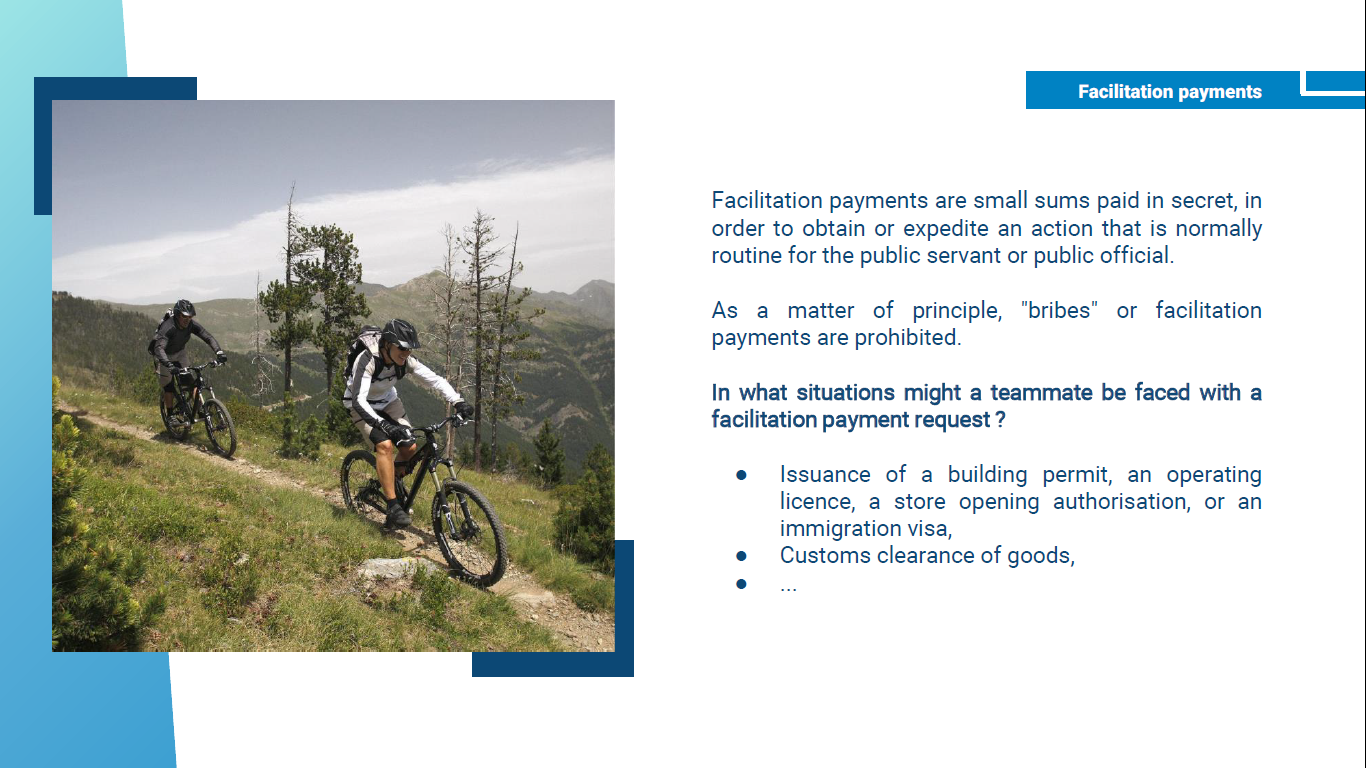 Facilitation payments
Facilitation payments are small sums paid in secret, in
order to obtain or expedite an action that is normally
routine for the public servant or public official.
As a matter of principle, "bribes" or facilitation
payments are prohibited.
In what situations might a teammate be faced with a
facilitation payment request ?
● Issuance of a building permit, an operating
licence, a store opening authorisation, or an
immigration visa,
● Customs clearance of goods,
● ...